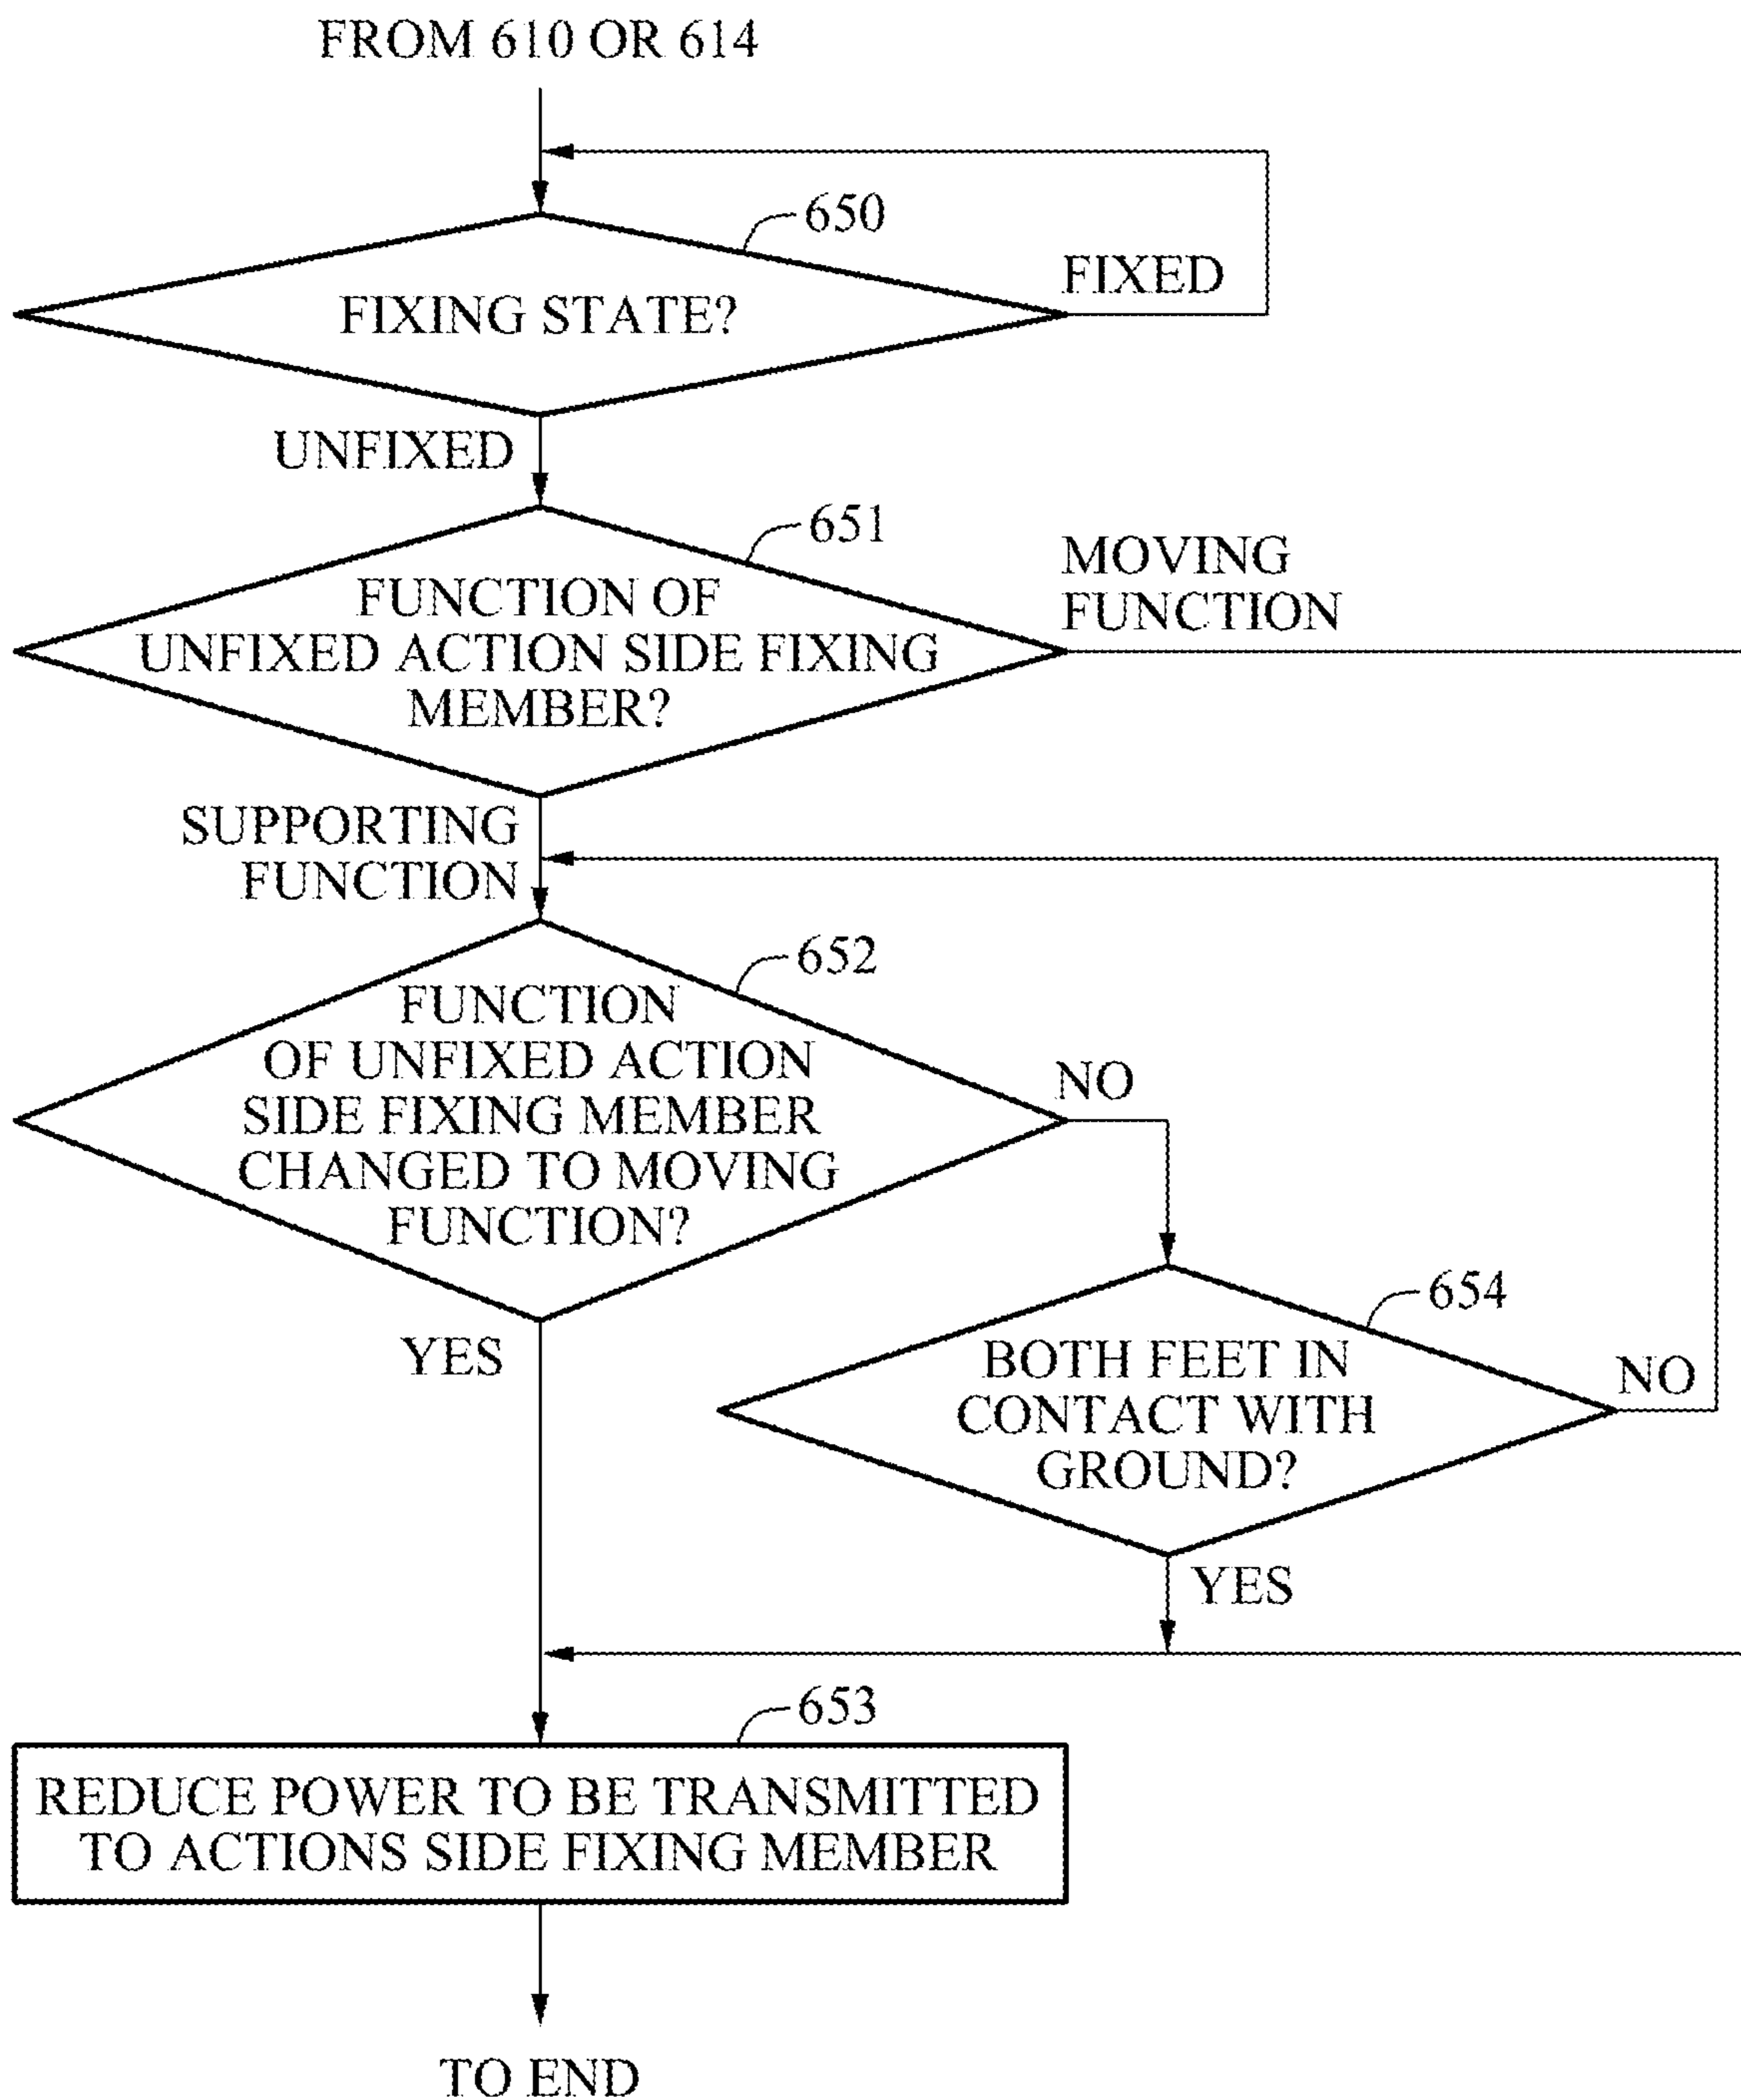 FROM 610 OR 614
650
FIXED
FIXING STATE?
UNFIXED
651
MOVING
FUNCTION
FUNCTION OF
UNFIXED ACTION SIDE FIXING
MEMBER?
SUPPORTING
FUNCTION
652
FUNCTION
OF UNFIXED ACTION
SIDE FIXING MEMBER
CHANGED TO MOVING
FUNCTION?
NO
YES
654
BOTH FEET IN
CONTACT WITH
GROUND?
NO
YES
653
REDUCE POWER TO BE TRANSMITTED
TO ACTIONS SIDE FIXING MEMBER
TO END